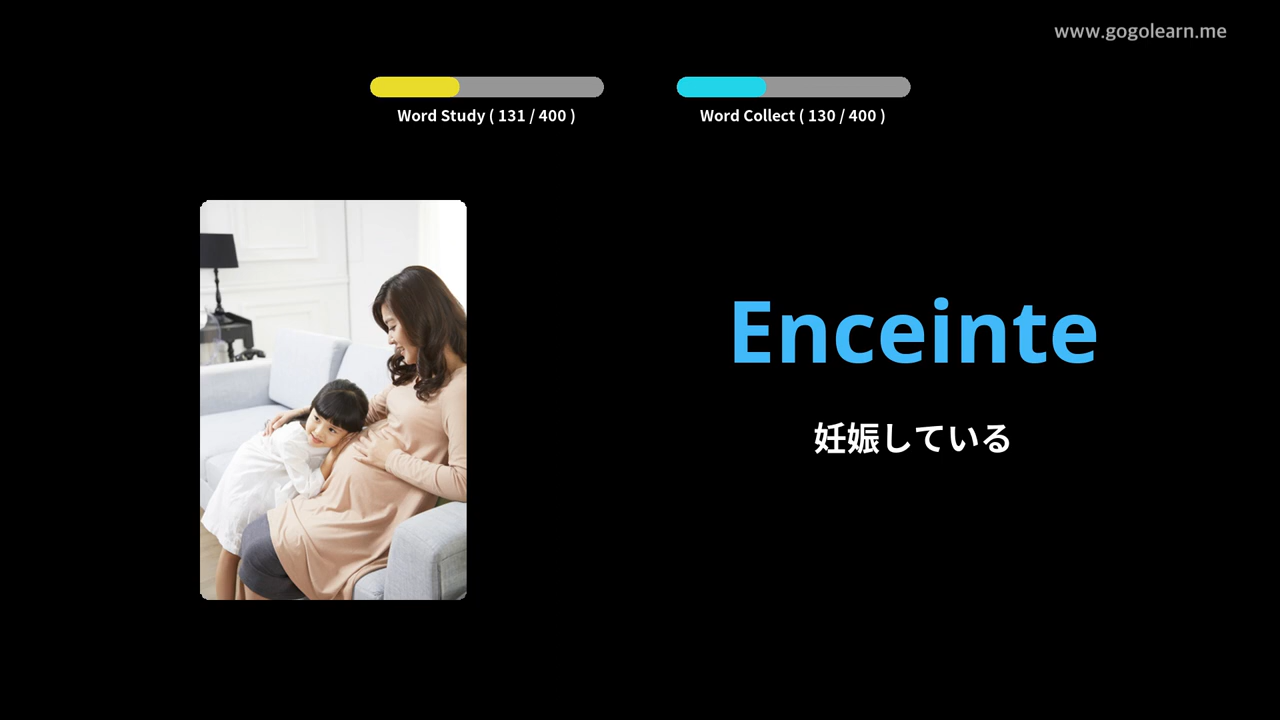 www.gogolearn.me
Word Study ( 131 / 400 )
Word Collect ( 130 / 400 )
Enceinte
妊娠している